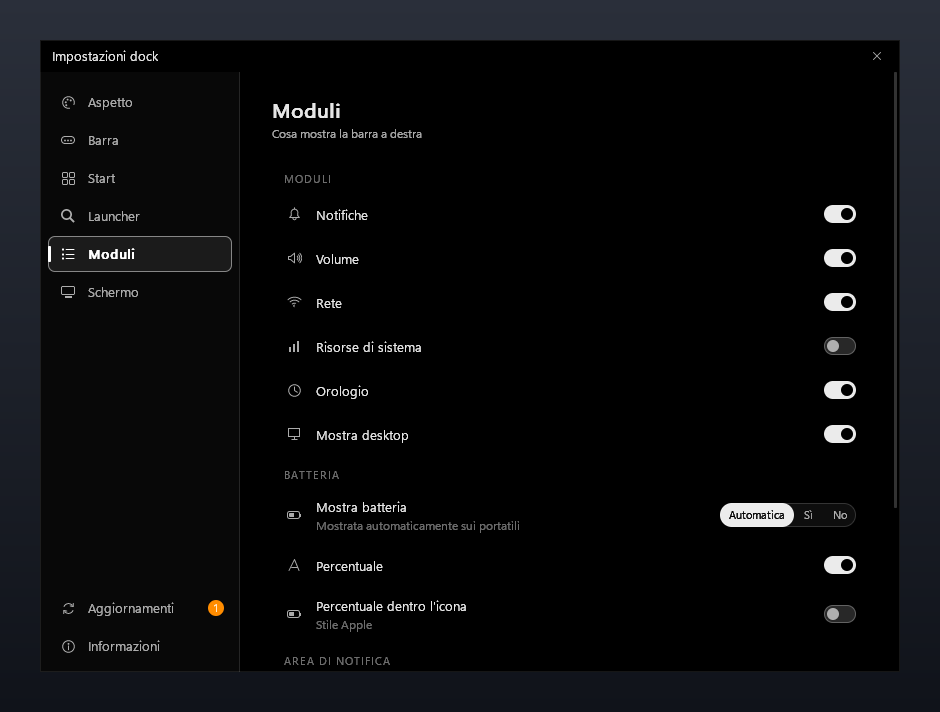 Impostazioni dock
Aspetto
Barra
Start
Launcher
Moduli
Schermo
Aggiornamenti 1
Informazioni
Moduli
Cosa mostra la barra a destra
MODULI
Notifiche
Volume
Rete
Risorse di sistema
Orologio
Mostra desktop
BATTERIA
Mostra batteria
Mostrata automaticamente sui portatili
Automatica Sì No
Percentuale
Percentuale dentro l'icona
Stile Apple
AREA DI NOTIFICA